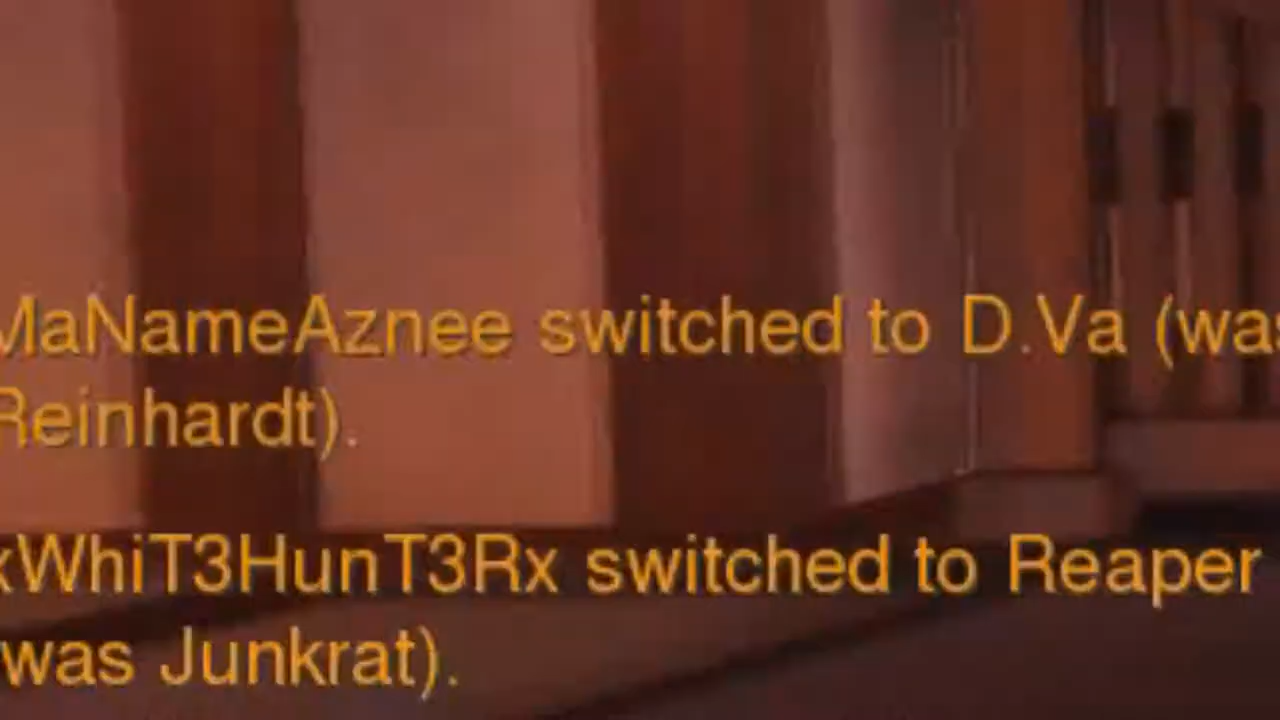 MaNameAznee switched to D.Va (was
Reinhardt).
xWhiT3HunT3Rx switched to Reaper
(was Junkrat).